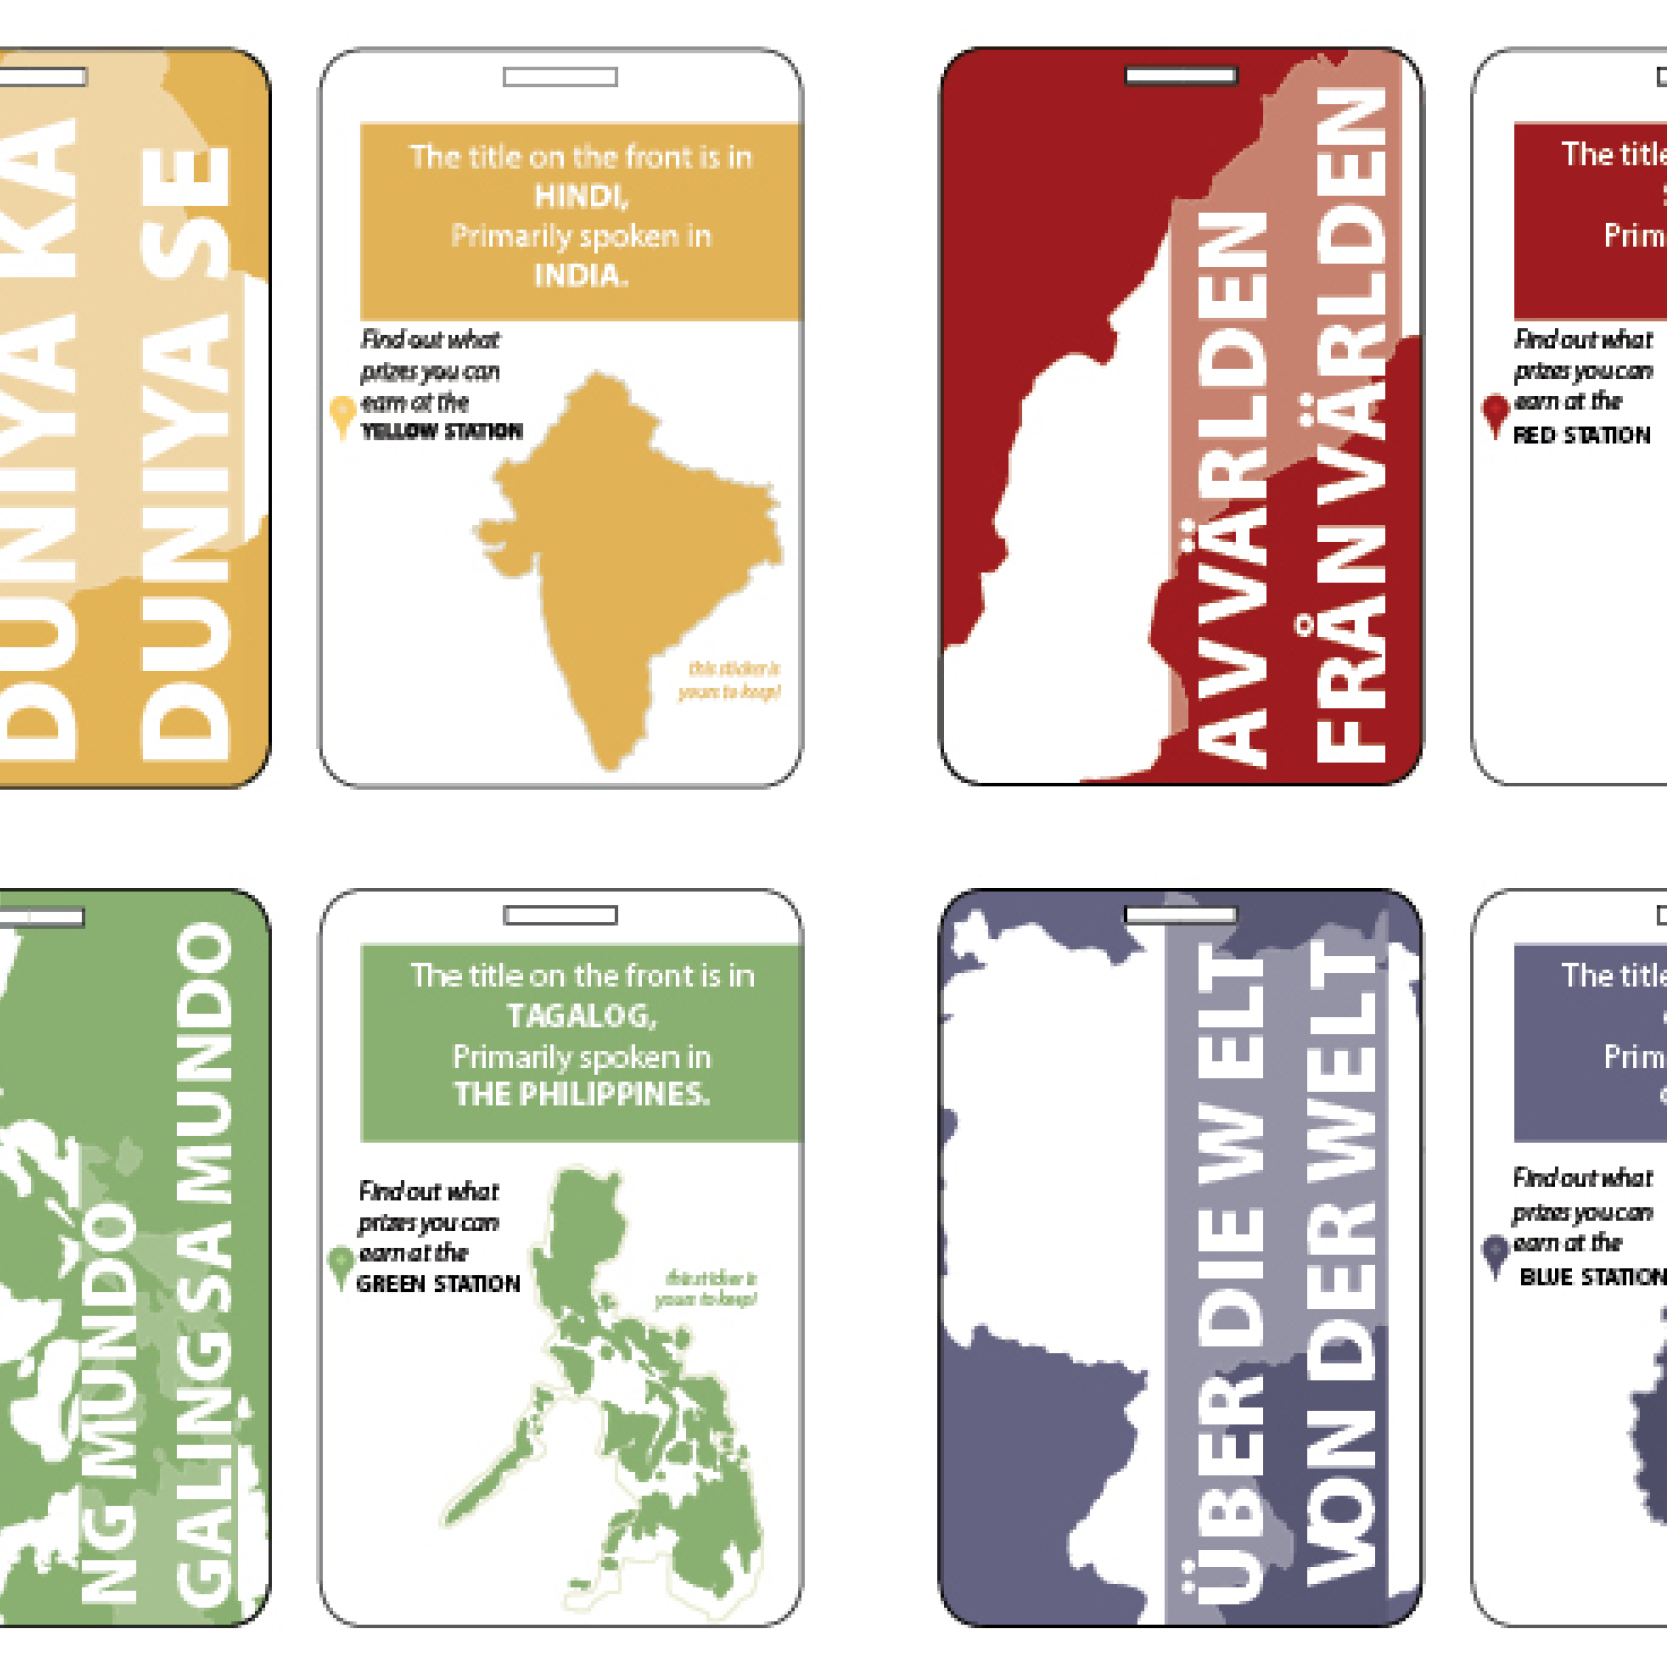 DUNIYA KA
DUNIYA SE
The title on the front is in
HINDI,
Primarily spoken in
INDIA.
Find out what
prizes you can
earn at the
YELLOW STATION
this sticker is
yours to keep!
AV VÄRLDEN
FRÅN VÄRLDEN
The title
Prim
Find out what
prizes you can
earn at the
RED STATION
NG MUNDO
GALING SA MUNDO
The title on the front is in
TAGALOG,
Primarily spoken in
THE PHILIPPINES.
Find out what
prizes you can
earn at the
GREEN STATION
this sticker is
yours to keep!
ÜBER DIE W ELT
VON DER WELT
The title
Prim
Find out what
prizes you can
earn at the
BLUE STATION